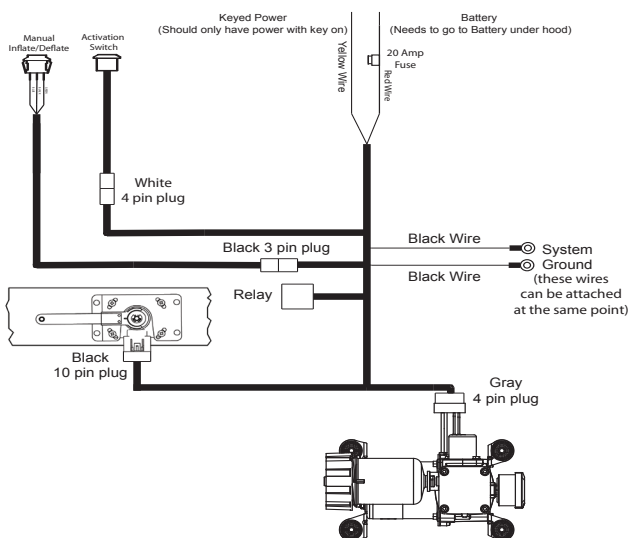 Keyed Power
(Should only have power with key on)
Battery
(Needs to go to Battery under hood)
Manual
Inflate/Deflate
Activation
Switch
Yellow Wire
20 Amp
Fuse
Red Wire
White
4 pin plug
Black 3 pin plug
Black Wire
System
Ground
(these wires
can be attached
at the same point)
Black Wire
Relay
Black
10 pin plug
Gray
4 pin plug